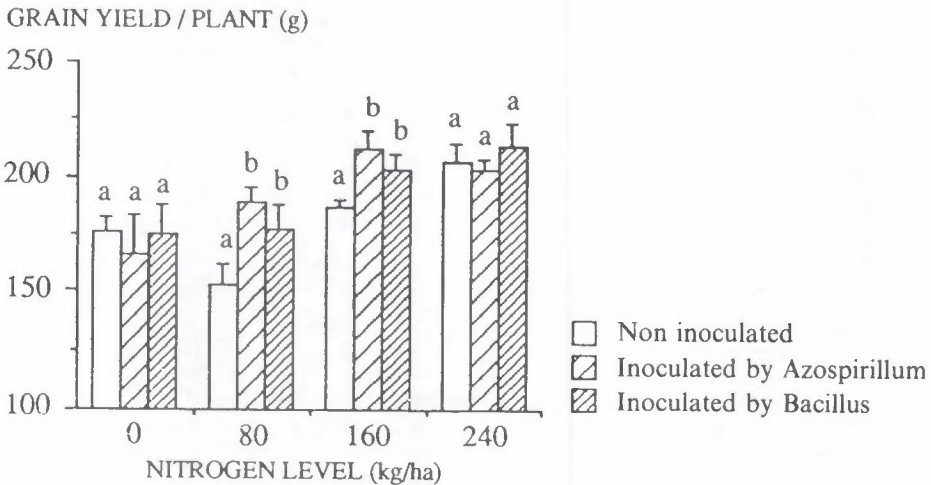 GRAIN YIELD / PLANT (g)
250
200
150
100
a a a
a b b
a b b
a a a
0 80 160 240
NITROGEN LEVEL (kg/ha)
Non inoculated
Inoculated by Azospirillum
Inoculated by Bacillus